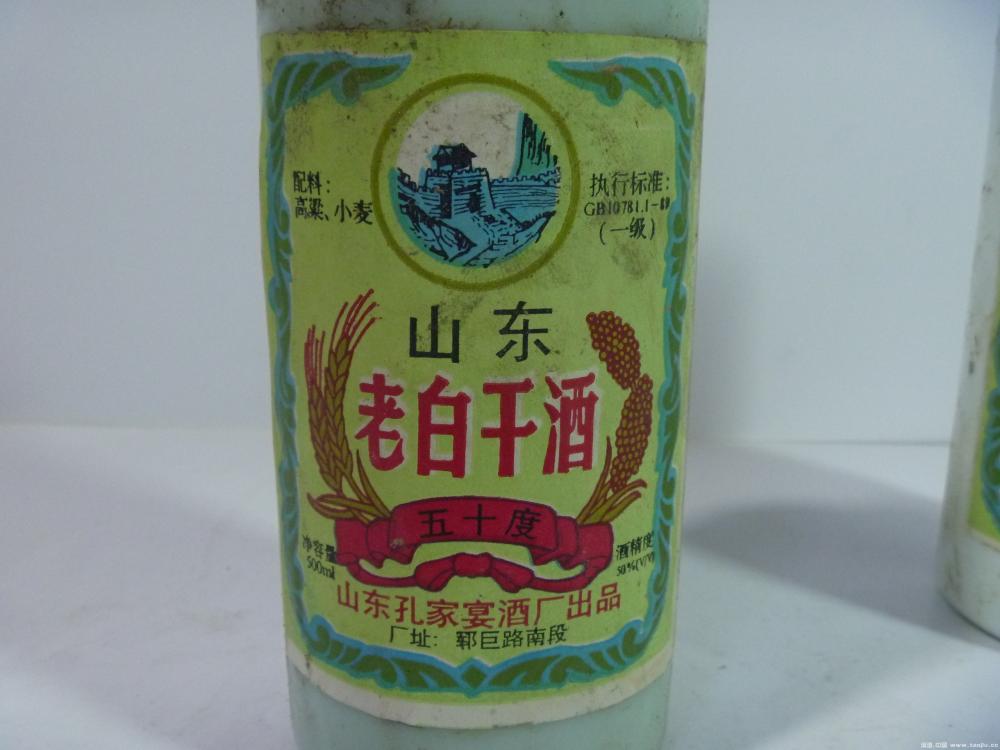 配料：
高粱、小麦
执行标准：
GB10781.1-89
(一级)
山东
老白干酒
五十度
净容量
500ml
酒精度
50%(V/V)
山东孔家宴酒厂出品
厂址：郓巨路南段